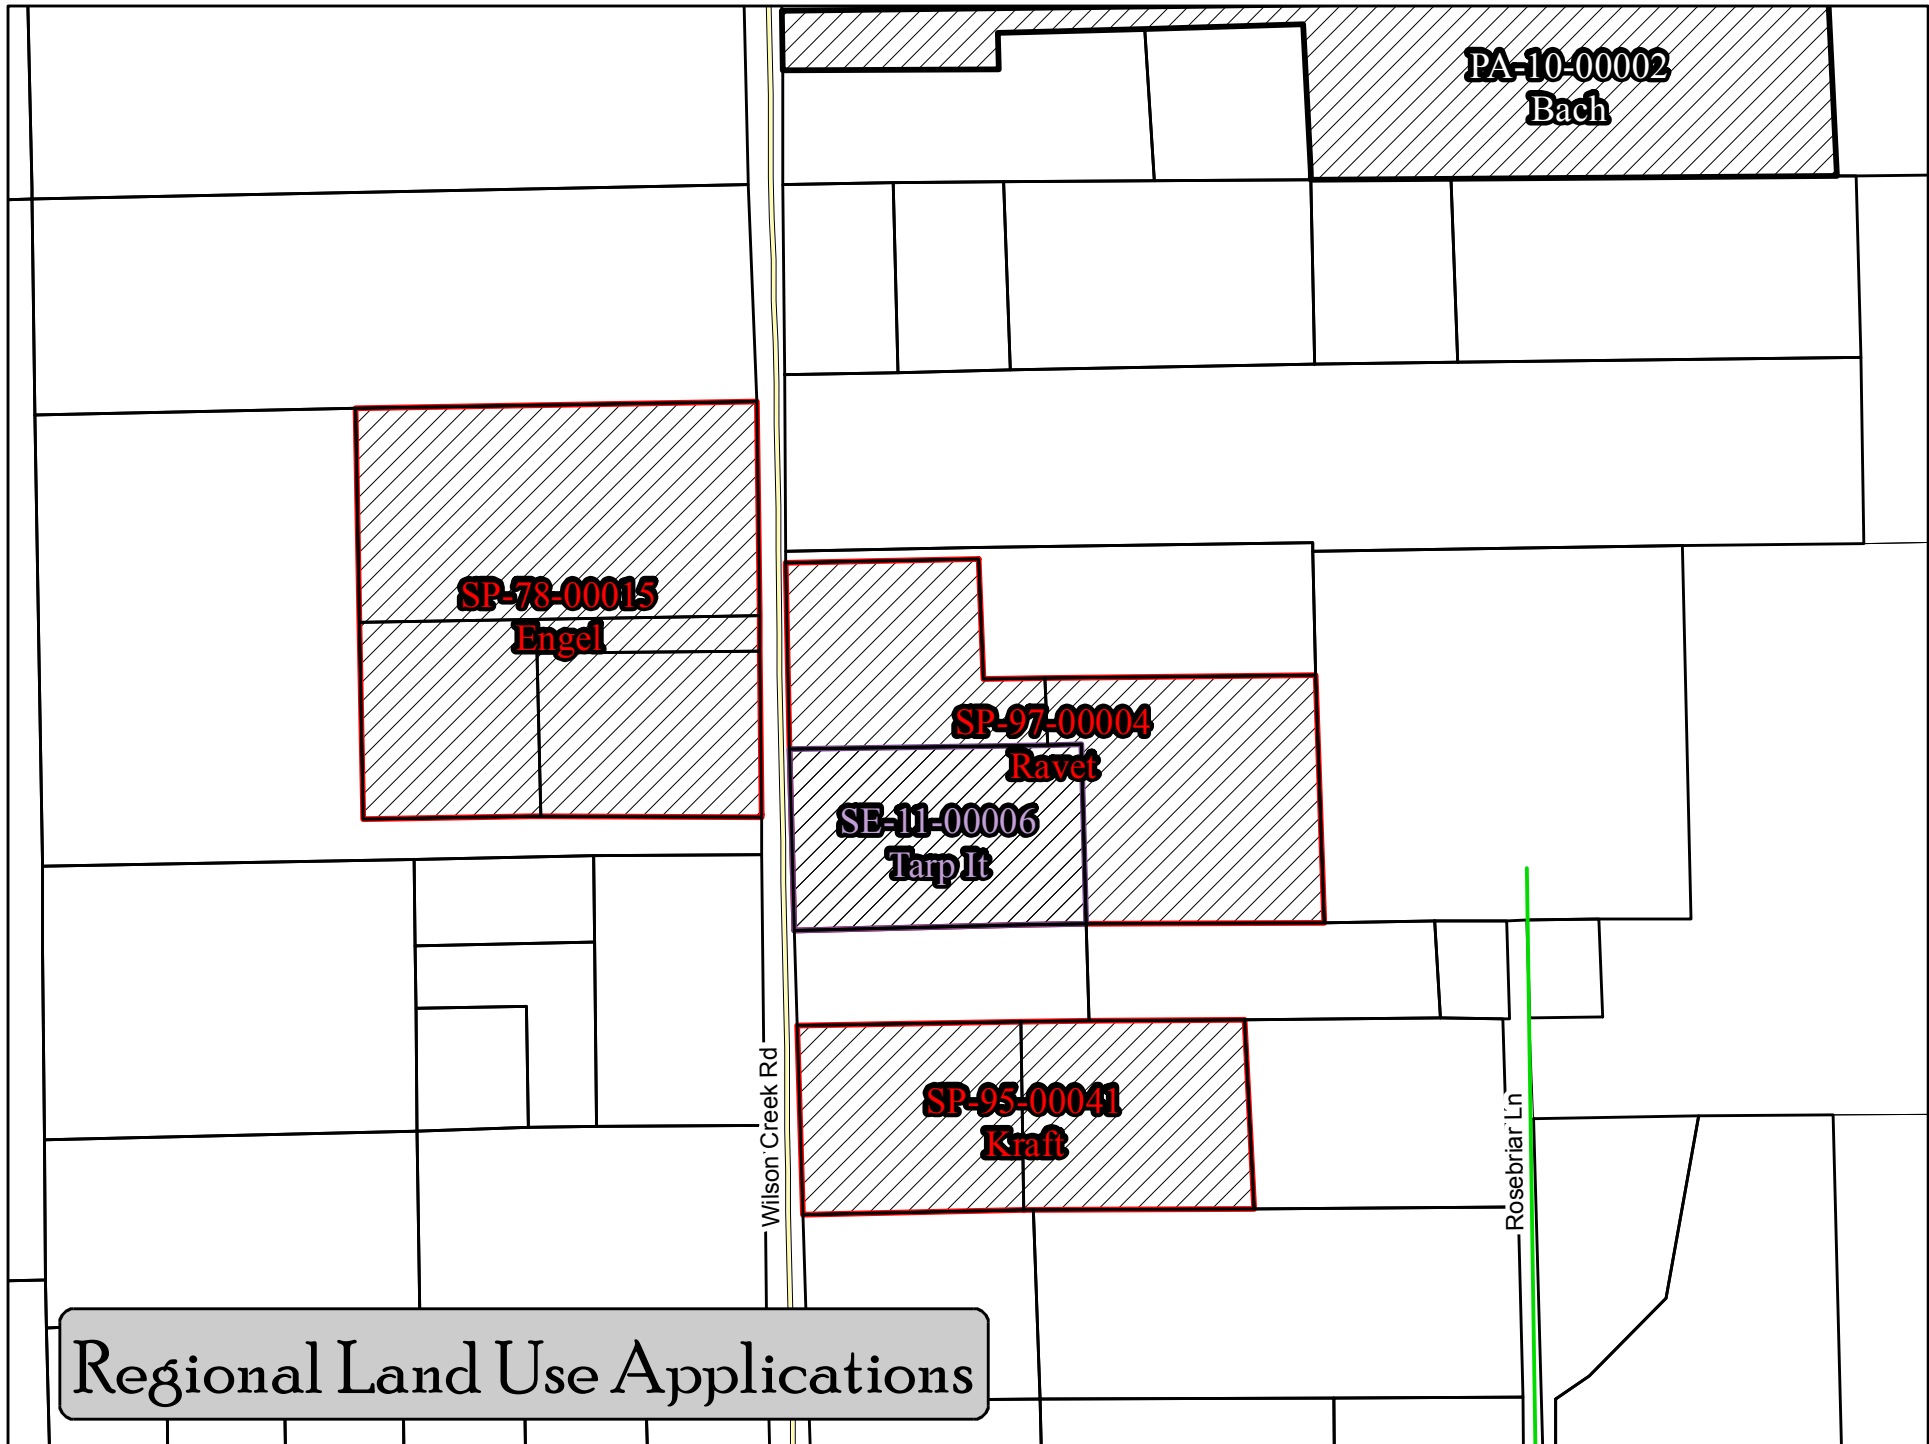 PA-10-00002
Bach
SP-78-00015
Engel
SP-97-00004
Ravet
SE-11-00006
Tarp It
SP-95-00041
Kraft
Wilson Creek Rd
Rosebriar Ln
Regional Land Use Applications